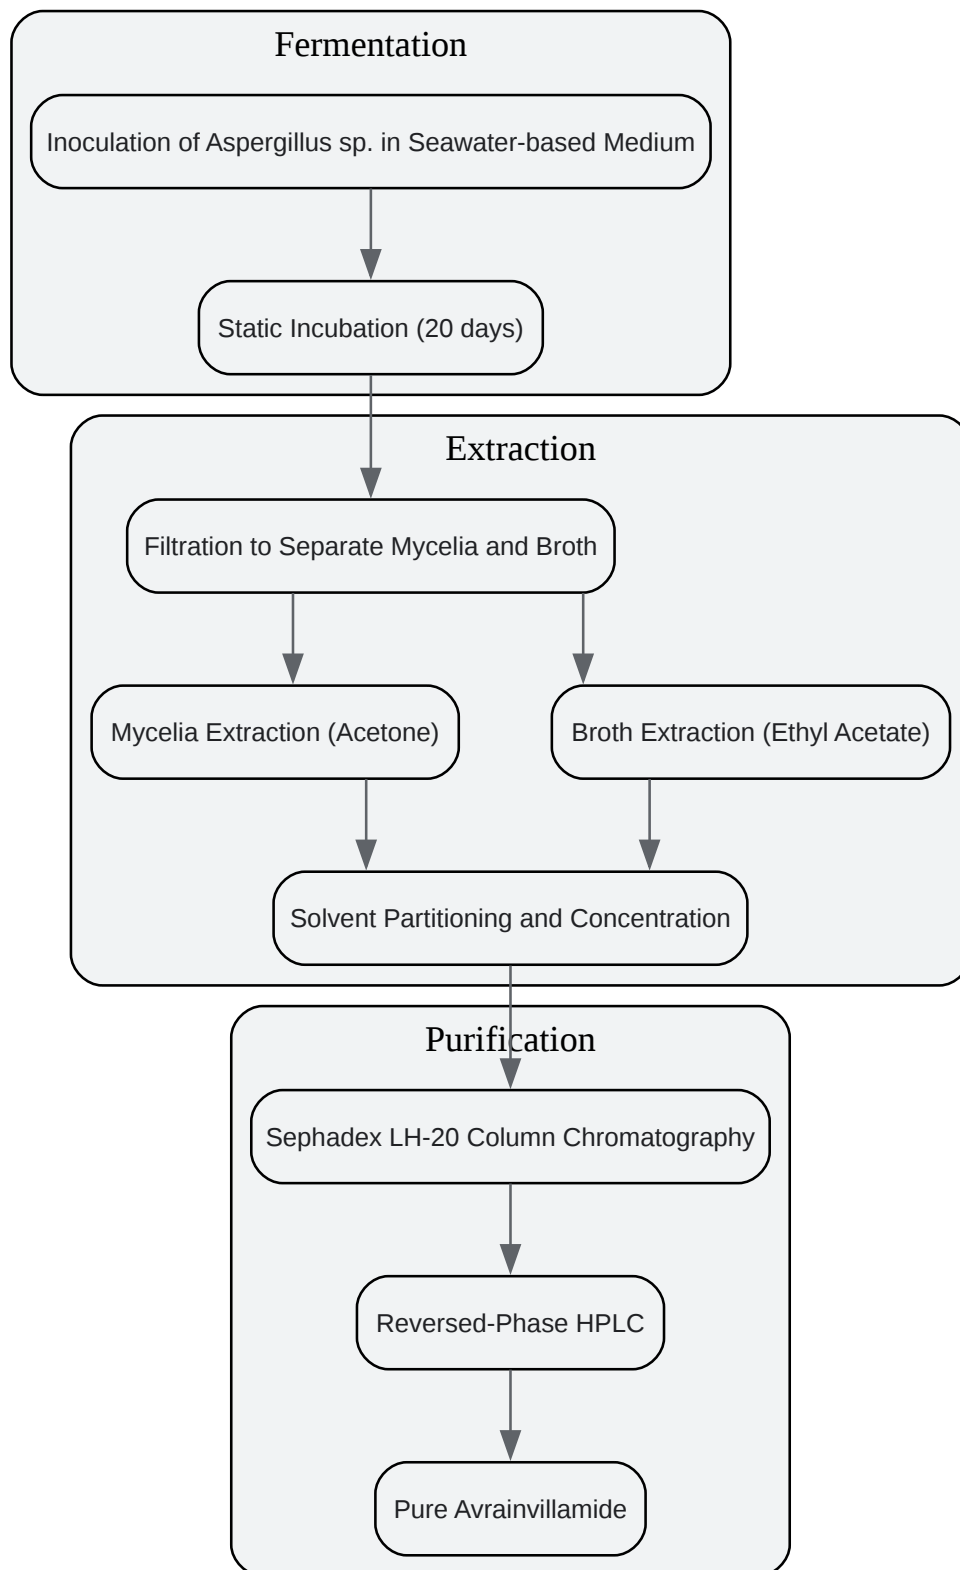 Fermentation
Inoculation of Aspergillus sp. in Seawater-based Medium
Static Incubation (20 days)
Extraction
Filtration to Separate Mycelia and Broth
Mycelia Extraction (Acetone)
Broth Extraction (Ethyl Acetate)
Solvent Partitioning and Concentration
Purification
Sephadex LH-20 Column Chromatography
Reversed-Phase HPLC
Pure Avrainvillamide